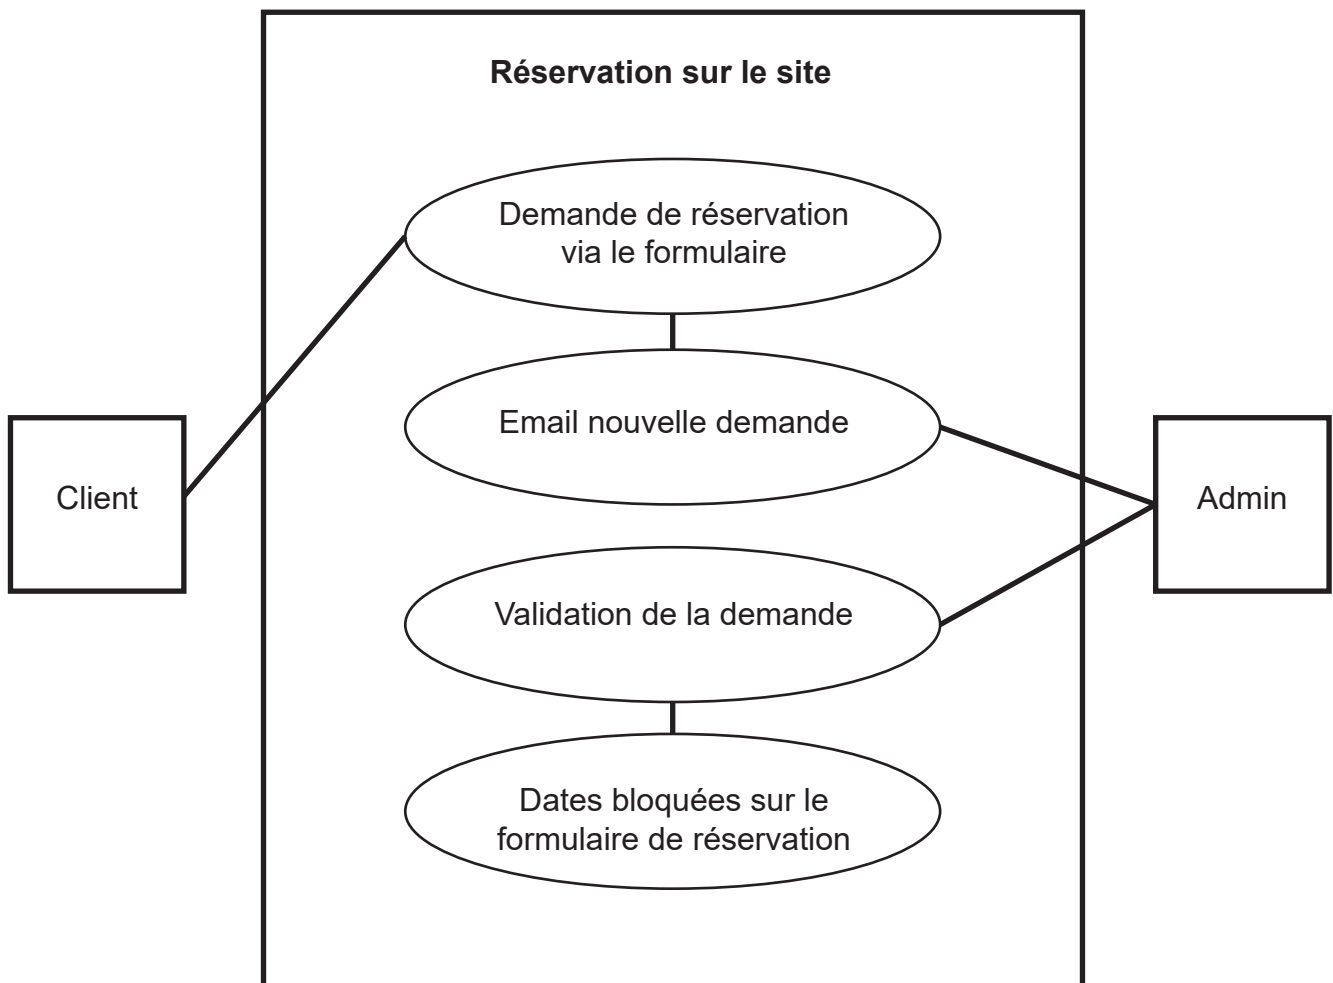 Réservation sur le site
Demande de réservation
via le formulaire
Email nouvelle demande
Client
Admin
Validation de la demande
Dates bloquées sur le
formulaire de réservation